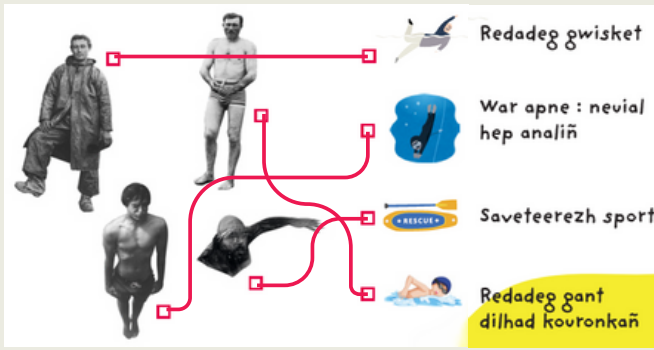 Redadeg gwisket
War apne : neuial
hep analiñ
RESCUE
Saveteerezh sport
Redadeg gant
dilhad kouronkañ